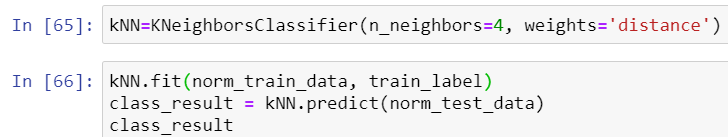 In [65]: kNN=KNeighborsClassifier(n_neighbors=4, weights='distance')
In [66]: kNN.fit(norm_train_data, train_label)
class_result = kNN.predict(norm_test_data)
class_result